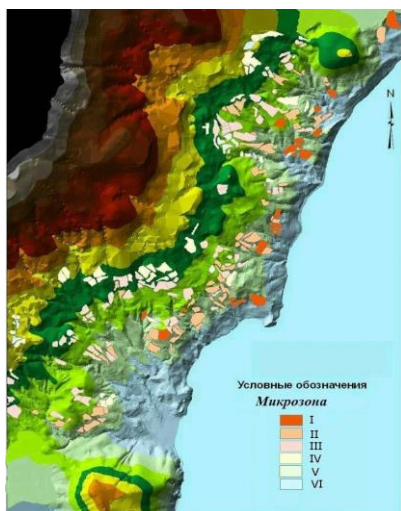 N
Условные обозначения
Микрозона
I
II
III
IV
V
VI